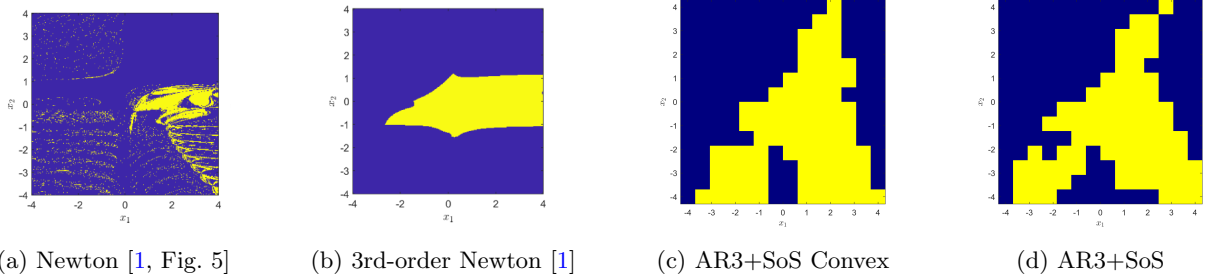 4
3
2
1
0
-1
-2
-3
-4
x₂
-4 -2 0 2 4
x₁
(a) Newton [1, Fig. 5]
4
3
2
1
0
-1
-2
-3
-4
x₂
-4 -2 0 2 4
x₁
(b) 3rd-order Newton [1]
4
3
2
1
0
-1
-2
-3
-4
x₂
-4 -3 -2 -1 0 1 2 3 4
x₁
(c) AR3+SoS Convex
4
3
2
1
0
-1
-2
-3
-4
x₂
-4 -3 -2 -1 0 1 2 3 4
x₁
(d) AR3+SoS